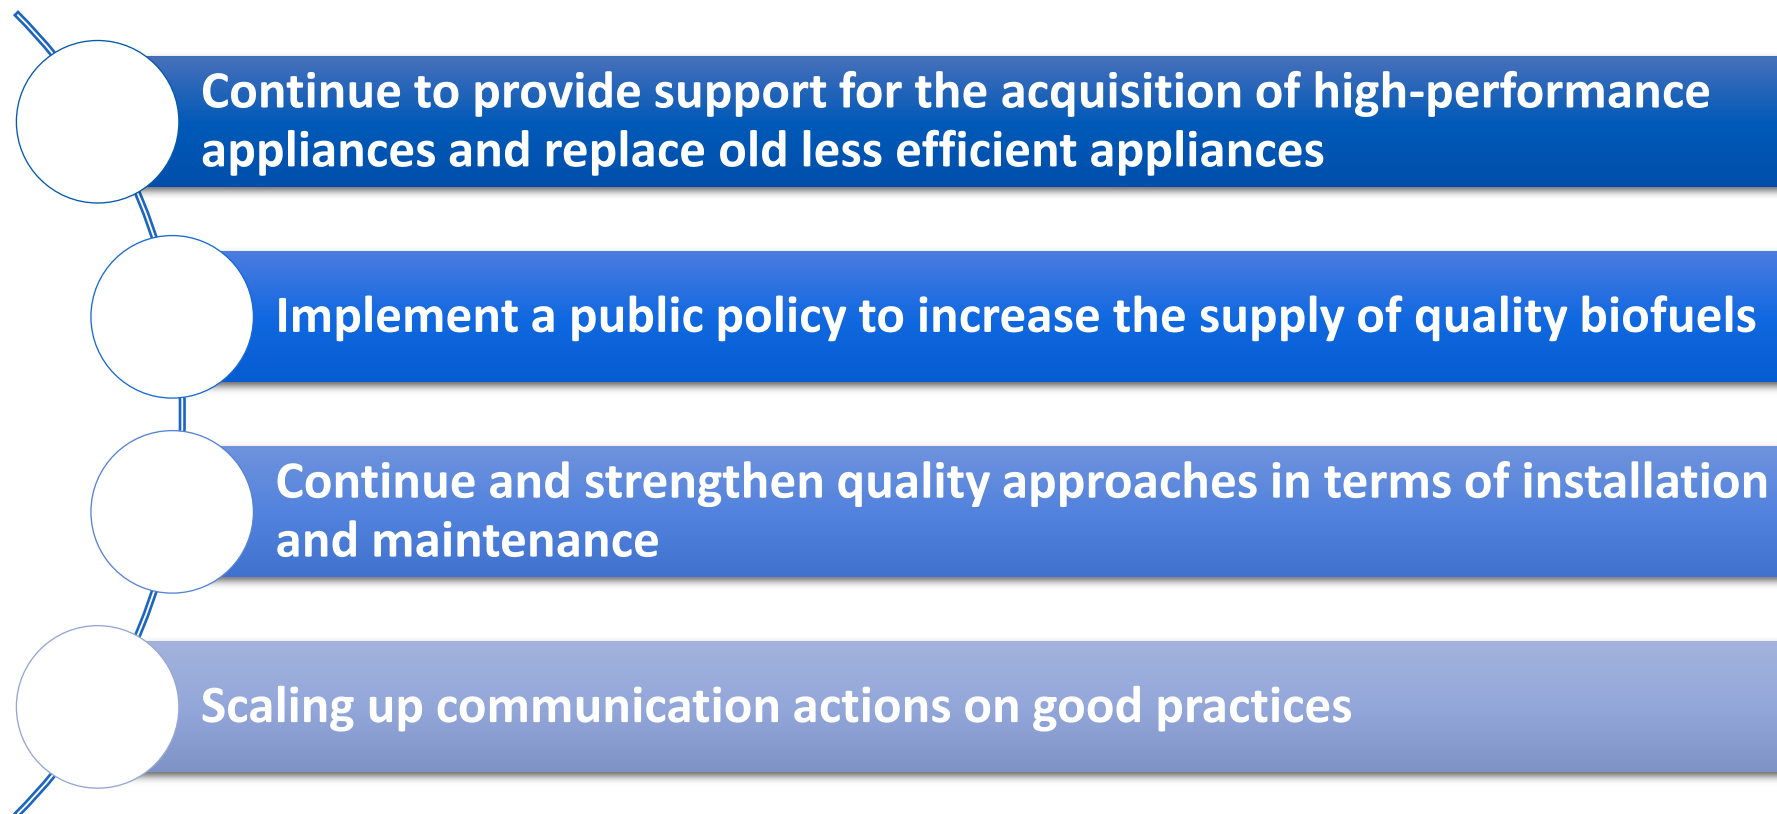 Continue to provide support for the acquisition of high-performance
appliances and replace old less efficient appliances
Implement a public policy to increase the supply of quality biofuels
Continue and strengthen quality approaches in terms of installation
and maintenance
Scaling up communication actions on good practices